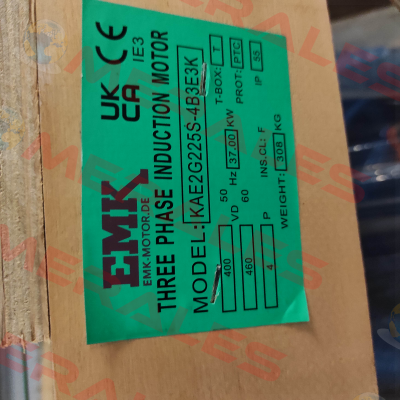 UK CA CE IE3
EMK
EMK-MOTOR.DE
THREE PHASE INDUCTION MOTOR
MODEL: KAE2G225S-4B3E3K
T-BOX: T
400 VD 50 Hz 37.00 KW PROT: PTC
460 60 INS.CL: F IP 55
4 P WEIGHT: 308 KG
MERALES